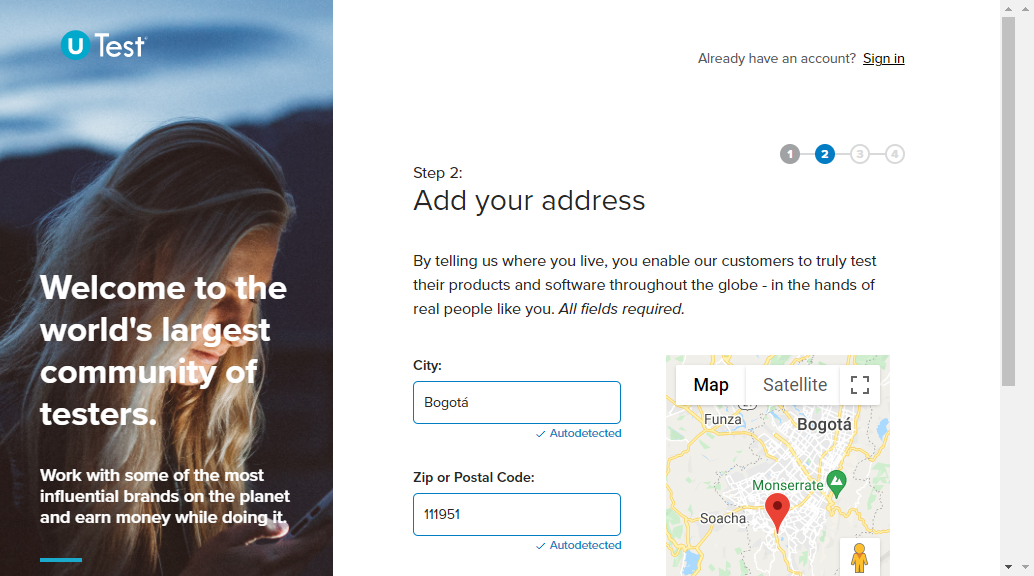 U Test
Already have an account? Sign in
1 2 3 4
Step 2:
Add your address
By telling us where you live, you enable our customers to truly test
their products and software throughout the globe - in the hands of
real people like you. All fields required.
Welcome to the
world's largest
community of
testers.
Work with some of the most
influential brands on the planet
and earn money while doing it.
City:
Bogotá
Autodetected
Zip or Postal Code:
111951
Autodetected
Map Satellite
Funza
Bogotá
Monserrate
Soacha